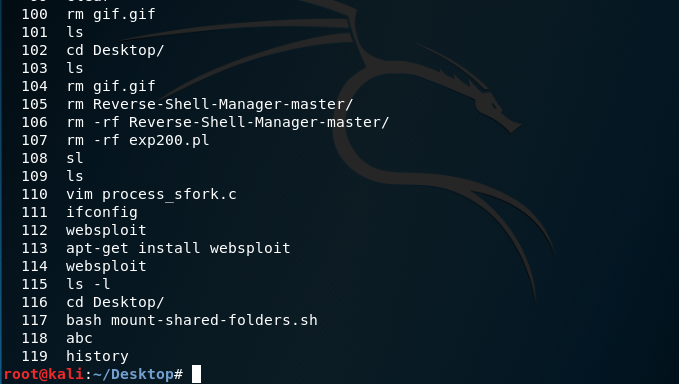 100 rm gif.gif
101 ls
102 cd Desktop/
103 ls
104 rm gif.gif
105 rm Reverse-Shell-Manager-master/
106 rm -rf Reverse-Shell-Manager-master/
107 rm -rf exp200.pl
108 sl
109 ls
110 vim process_sfork.c
111 ifconfig
112 websploit
113 apt-get install websploit
114 websploit
115 ls -l
116 cd Desktop/
117 bash mount-shared-folders.sh
118 abc
119 history
root@kali:~/Desktop#